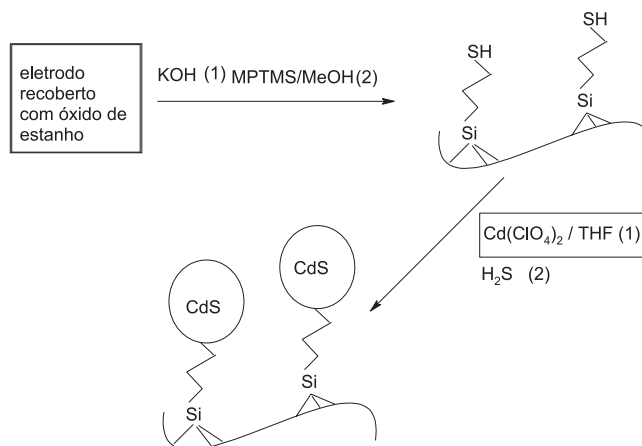 eletrodo
recoberto
com óxido de
estanho
KOH (1) MPTMS/MeOH (2)
SH
SH
Si
Si
Cd(ClO₄)₂ / THF (1)
H₂S (2)
CdS
CdS
Si
Si